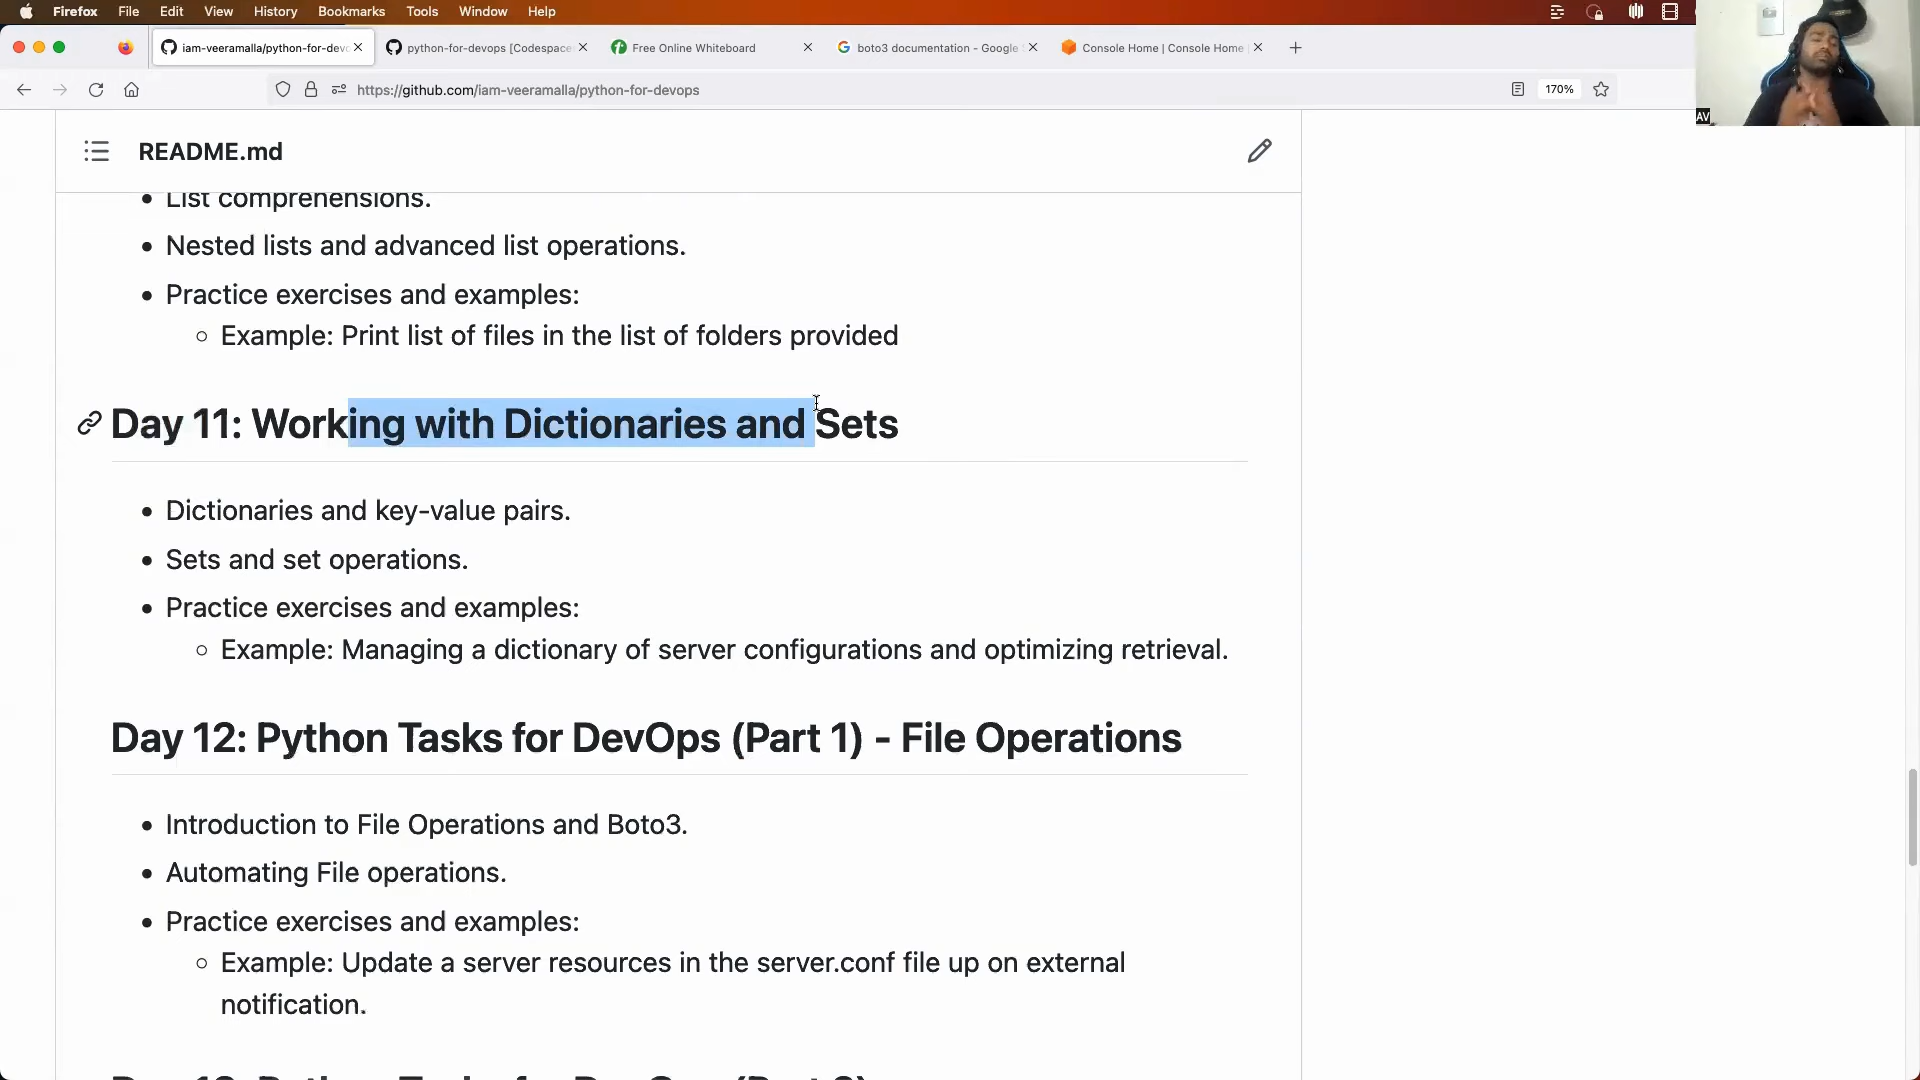 Firefox File Edit View History Bookmarks Tools Window Help
iam-veeramalla/python-for-devo
python-for-devops [Codespace
Free Online Whiteboard
boto3 documentation - Google
Console Home | Console Home
https://github.com/iam-veeramalla/python-for-devops
170%
AV
README.md
List comprehensions.
Nested lists and advanced list operations.
Practice exercises and examples:
Example: Print list of files in the list of folders provided
Day 11: Working with Dictionaries and Sets
Dictionaries and key-value pairs.
Sets and set operations.
Practice exercises and examples:
Example: Managing a dictionary of server configurations and optimizing retrieval.
Day 12: Python Tasks for DevOps (Part 1) - File Operations
Introduction to File Operations and Boto3.
Automating File operations.
Practice exercises and examples:
Example: Update a server resources in the server.conf file up on external
notification.